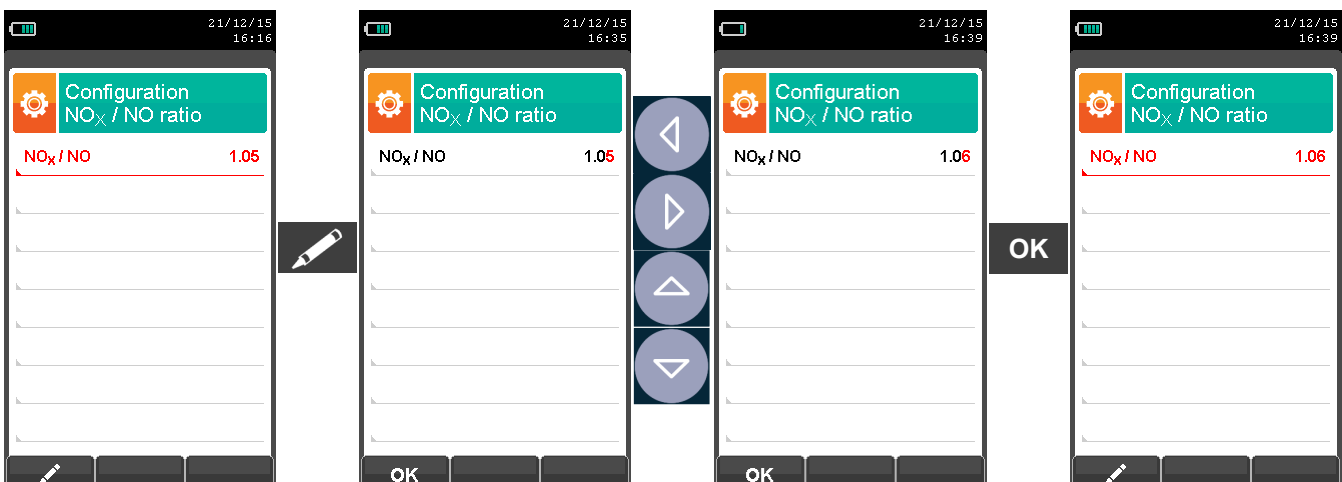 21/12/15
16:16
Configuration
NOX / NO ratio
NOX / NO 1.05
21/12/15
16:35
Configuration
NOX / NO ratio
NOX / NO 1.05
OK
21/12/15
16:39
Configuration
NOX / NO ratio
NOX / NO 1.06
OK
OK
21/12/15
16:39
Configuration
NOX / NO ratio
NOX / NO 1.06